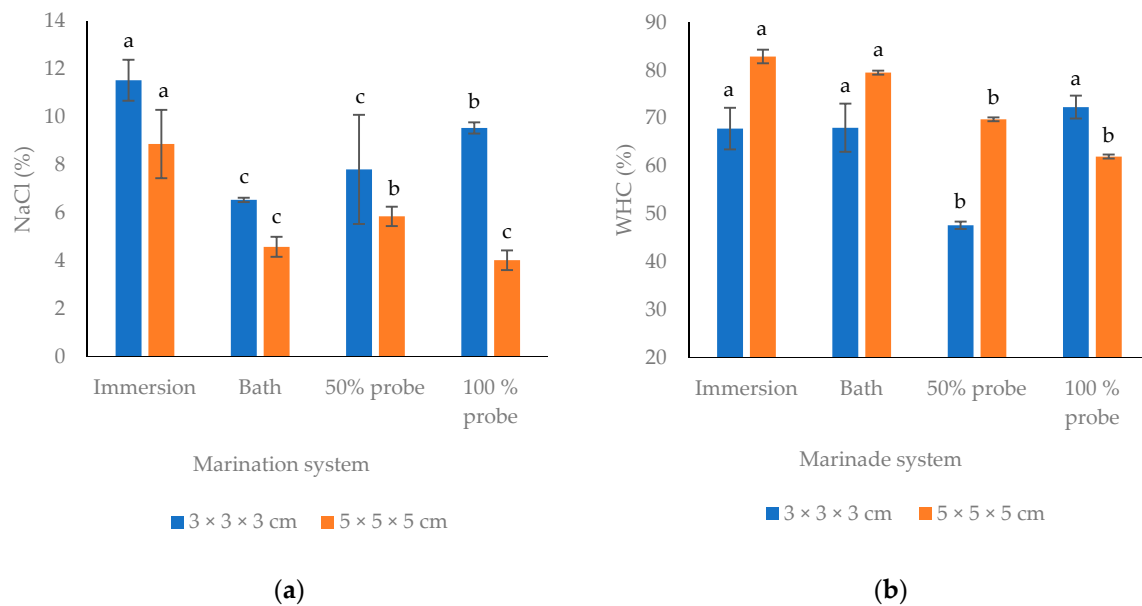 14
12
10
8
6
4
2
0
NaCl (%)
a
a
c
c
c
b
b
c
Immersion
Bath
50% probe
100 %
probe
Marination system
3 × 3 × 3 cm
5 × 5 × 5 cm
(a)
90
80
70
60
50
40
30
20
WHC (%)
a
a
a
a
b
b
a
b
Immersion
Bath
50% probe
100 %
probe
Marinade system
3 × 3 × 3 cm
5 × 5 × 5 cm
(b)